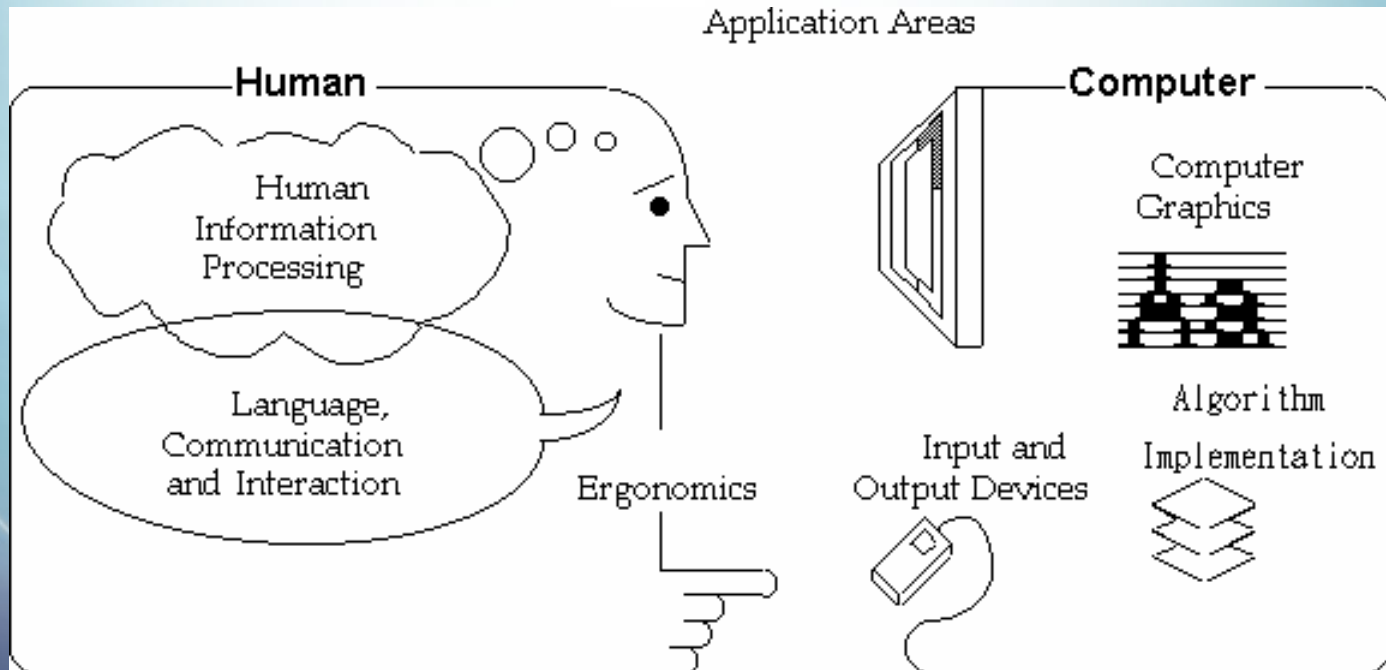 Application Areas
Human
Computer
Human
Information
Processing
Computer
Graphics
Language,
Communication
and Interaction
Ergonomics
Input and
Output Devices
Algorithm
Implementation